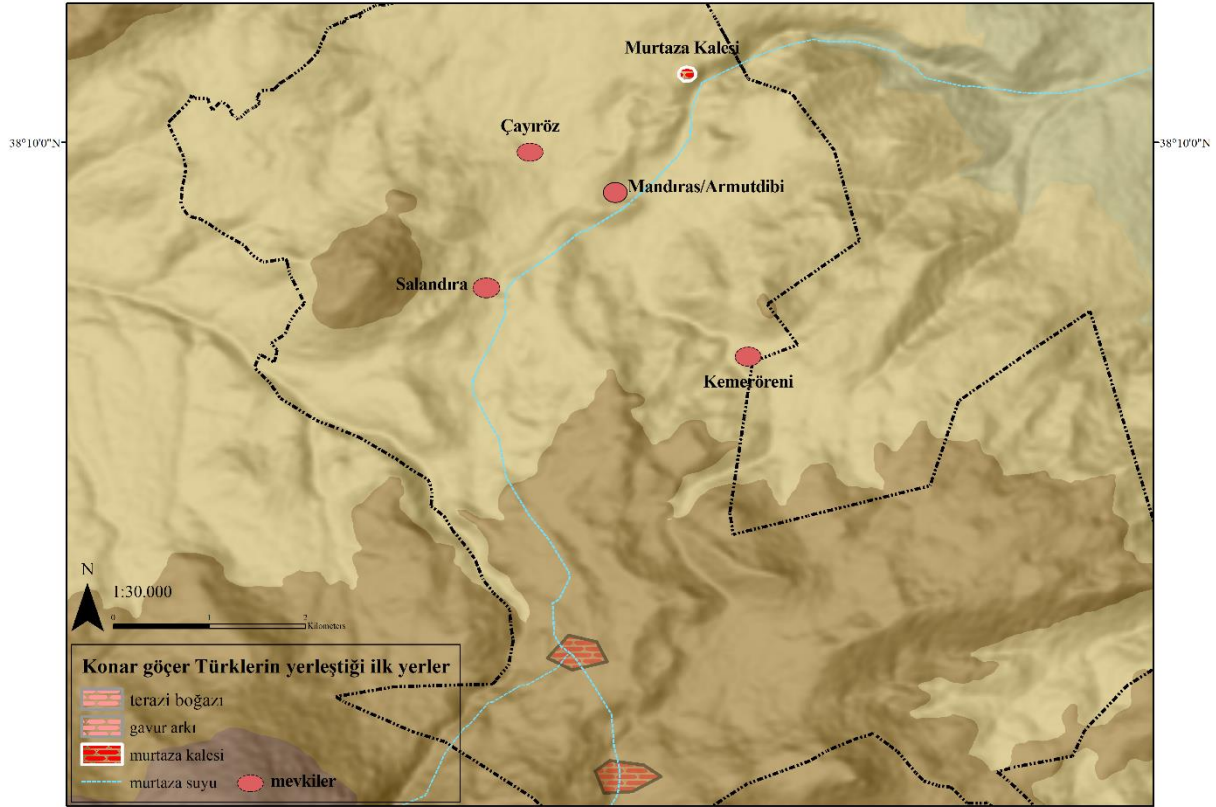 Murtaza Kalesi
Çayıröz
38°10'0"N
38°10'0"N
Mandıras/Armutdibi
Salandıra
Kemeröreni
N
1:30.000
0 1 2
Kilometers
Konar göçer Türklerin yerleştiği ilk yerler
terazi boğazı
gavur arkı
murtaza kalesi
murtaza suyu
mevkiler